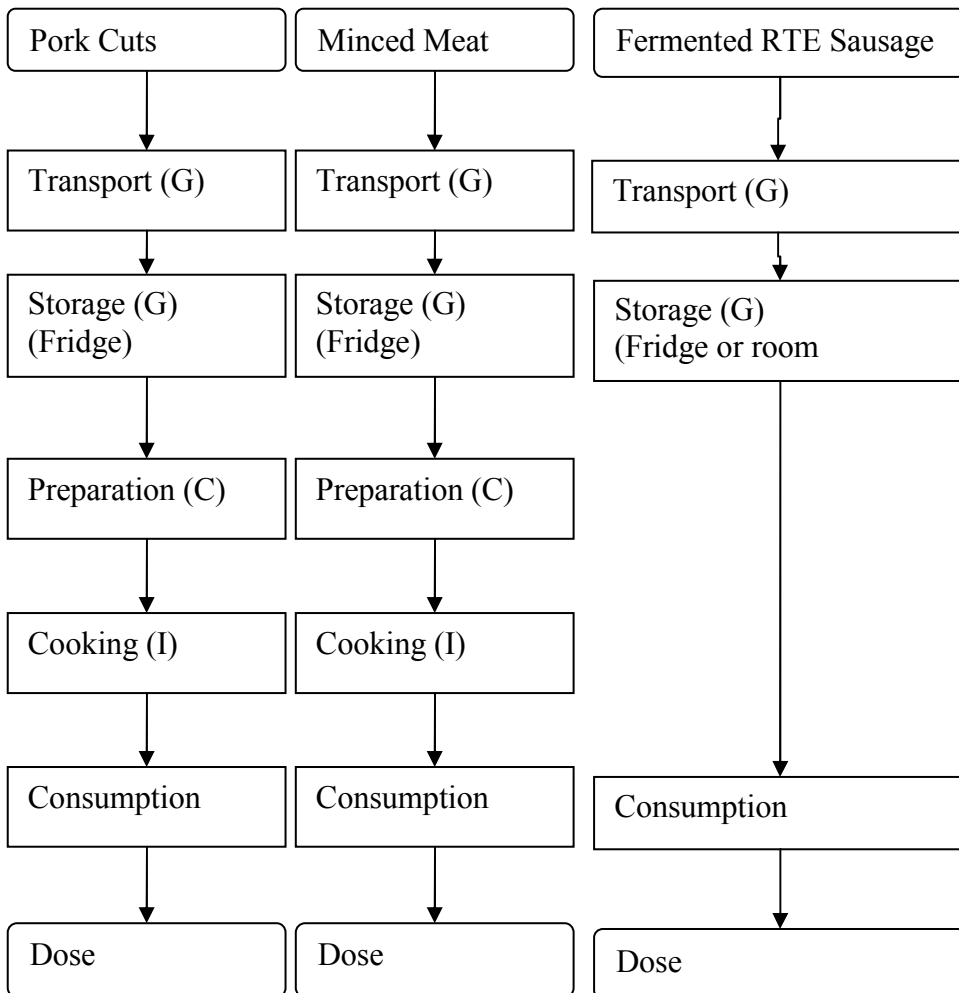 Pork Cuts
Transport (G)
Storage (G)
(Fridge)
Preparation (C)
Cooking (I)
Consumption
Dose
Minced Meat
Transport (G)
Storage (G)
(Fridge)
Preparation (C)
Cooking (I)
Consumption
Dose
Fermented RTE Sausage
Transport (G)
Storage (G)
(Fridge or room
Consumption
Dose